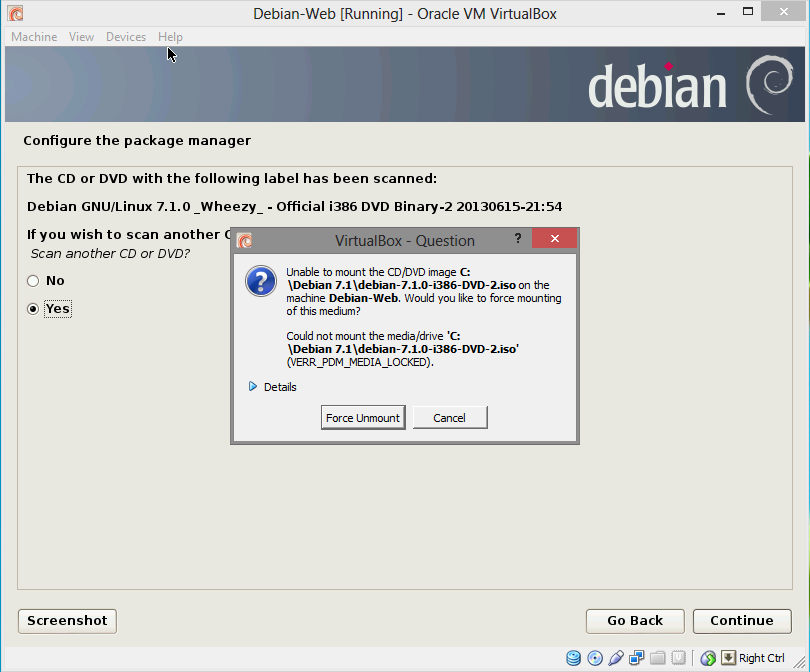 Debian-Web [Running] - Oracle VM VirtualBox
Machine View Devices Help
debian
Configure the package manager
The CD or DVD with the following label has been scanned:
Debian GNU/Linux 7.1.0 _Wheezy_ - Official i386 DVD Binary-2 20130615-21:54
If you wish to scan another C
Scan another CD or DVD?
No
Yes
VirtualBox - Question ?
Unable to mount the CD/DVD image C:
\Debian 7.1\debian-7.1.0-i386-DVD-2.iso on the
machine Debian-Web. Would you like to force mounting
of this medium?
Could not mount the media/drive 'C:
\Debian 7.1\debian-7.1.0-i386-DVD-2.iso'
(VERR_PDM_MEDIA_LOCKED).
Details
Force Unmount Cancel
Screenshot Go Back Continue
Right Ctrl